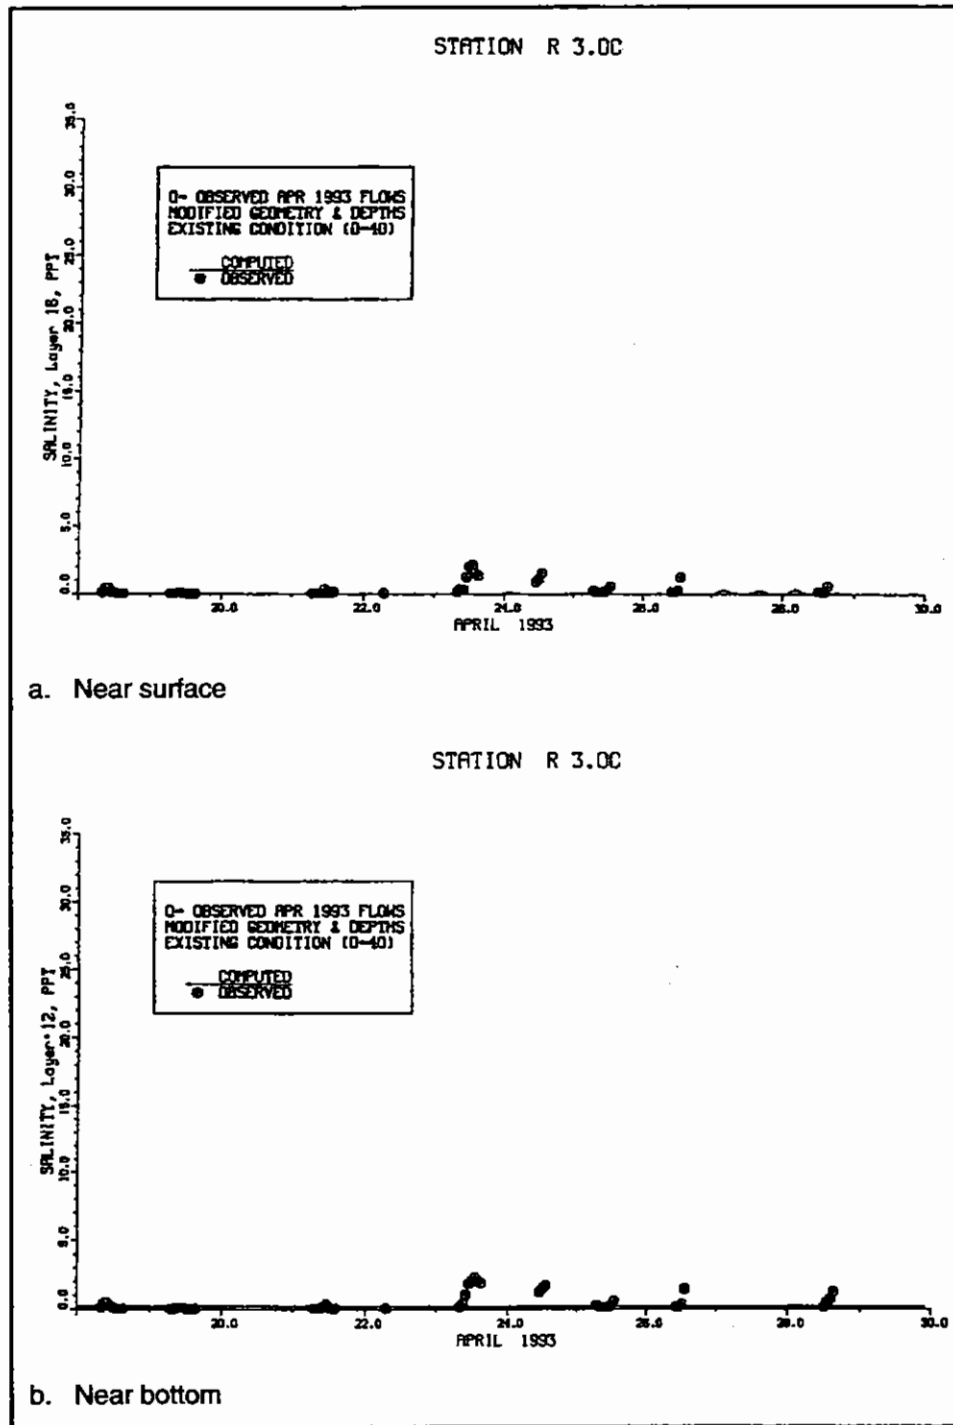 STATION R 3.0C
35.0
30.0
25.0
20.0
15.0
10.0
5.0
0.0
SALINITY, Layer 16, PPT
O- OBSERVED APR 1993 FLOWS
MODIFIED GEOMETRY & DEPTHS
EXISTING CONDITION (O-40)
COMPUTED
OBSERVED
20.0 22.0 24.0 26.0 28.0 30.0
APRIL 1993
a. Near surface
STATION R 3.0C
35.0
30.0
25.0
20.0
15.0
10.0
5.0
0.0
SALINITY, Layer 12, PPT
O- OBSERVED APR 1993 FLOWS
MODIFIED GEOMETRY & DEPTHS
EXISTING CONDITION (O-40)
COMPUTED
OBSERVED
20.0 22.0 24.0 26.0 28.0 30.0
APRIL 1993
b. Near bottom